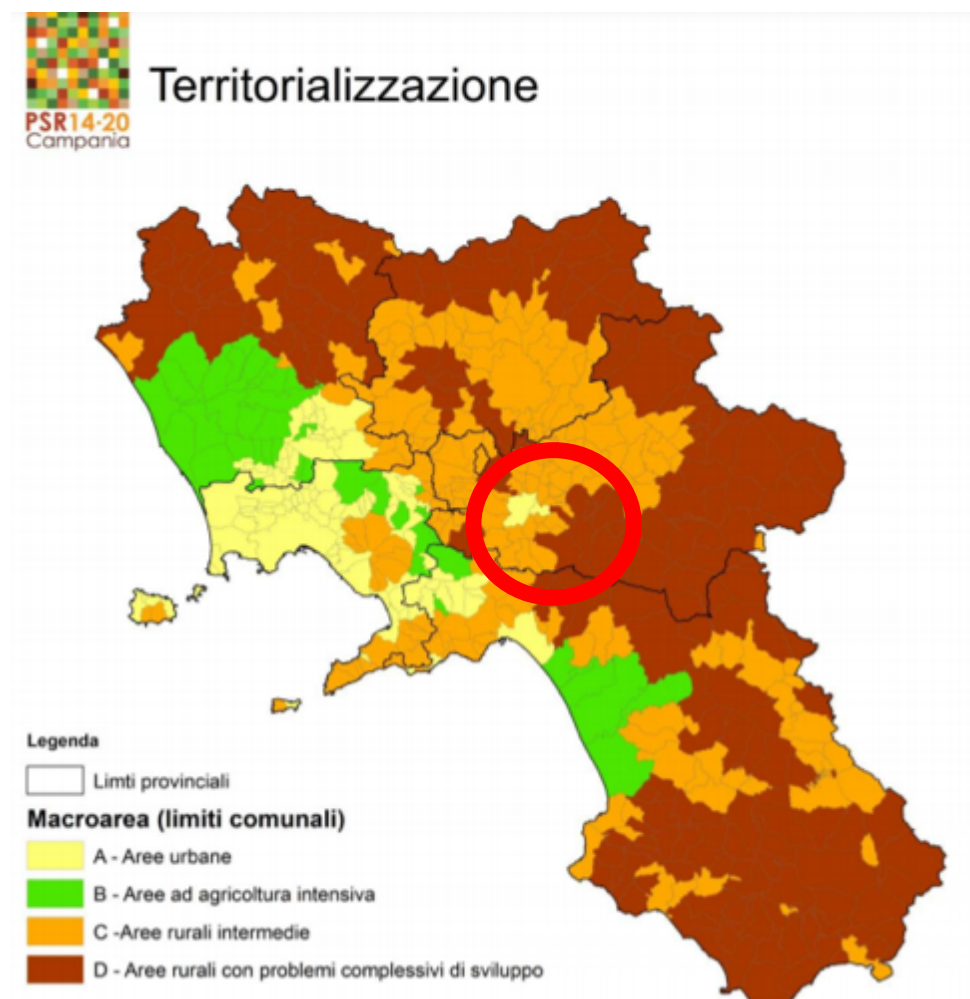 Territorializzazione
PSR14-20
Campania
Legenda
Limti provinciali
Macroarea (limiti comunali)
A - Aree urbane
B - Aree ad agricoltura intensiva
C -Aree rurali intermedie
D - Aree rurali con problemi complessivi di sviluppo